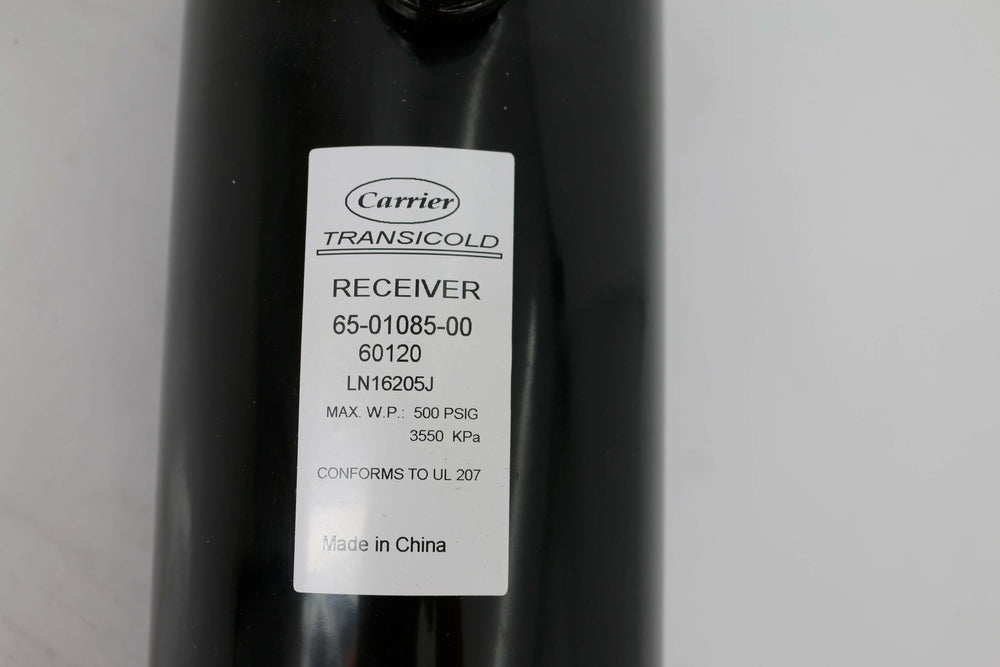 Carrier
TRANSICOLD
RECEIVER
65-01085-00
60120
LN16205J
MAX. W.P.: 500 PSIG
3550 KPa
CONFORMS TO UL 207
Made in China